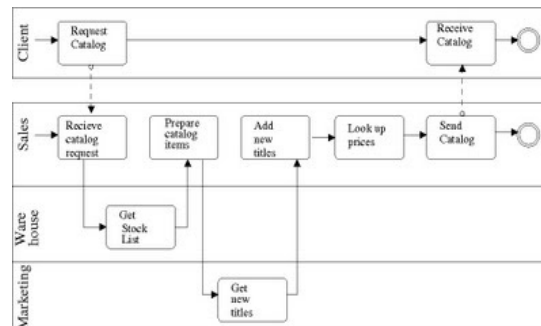 Client
Request
Catalog
Receive
Catalog
Sales
Recieve
catalog
request
Prepare
catalog
items
Add
new
titles
Look up
prices
Send
Catalog
Ware
house
Get
Stock
List
Marketing
Get
new
titles